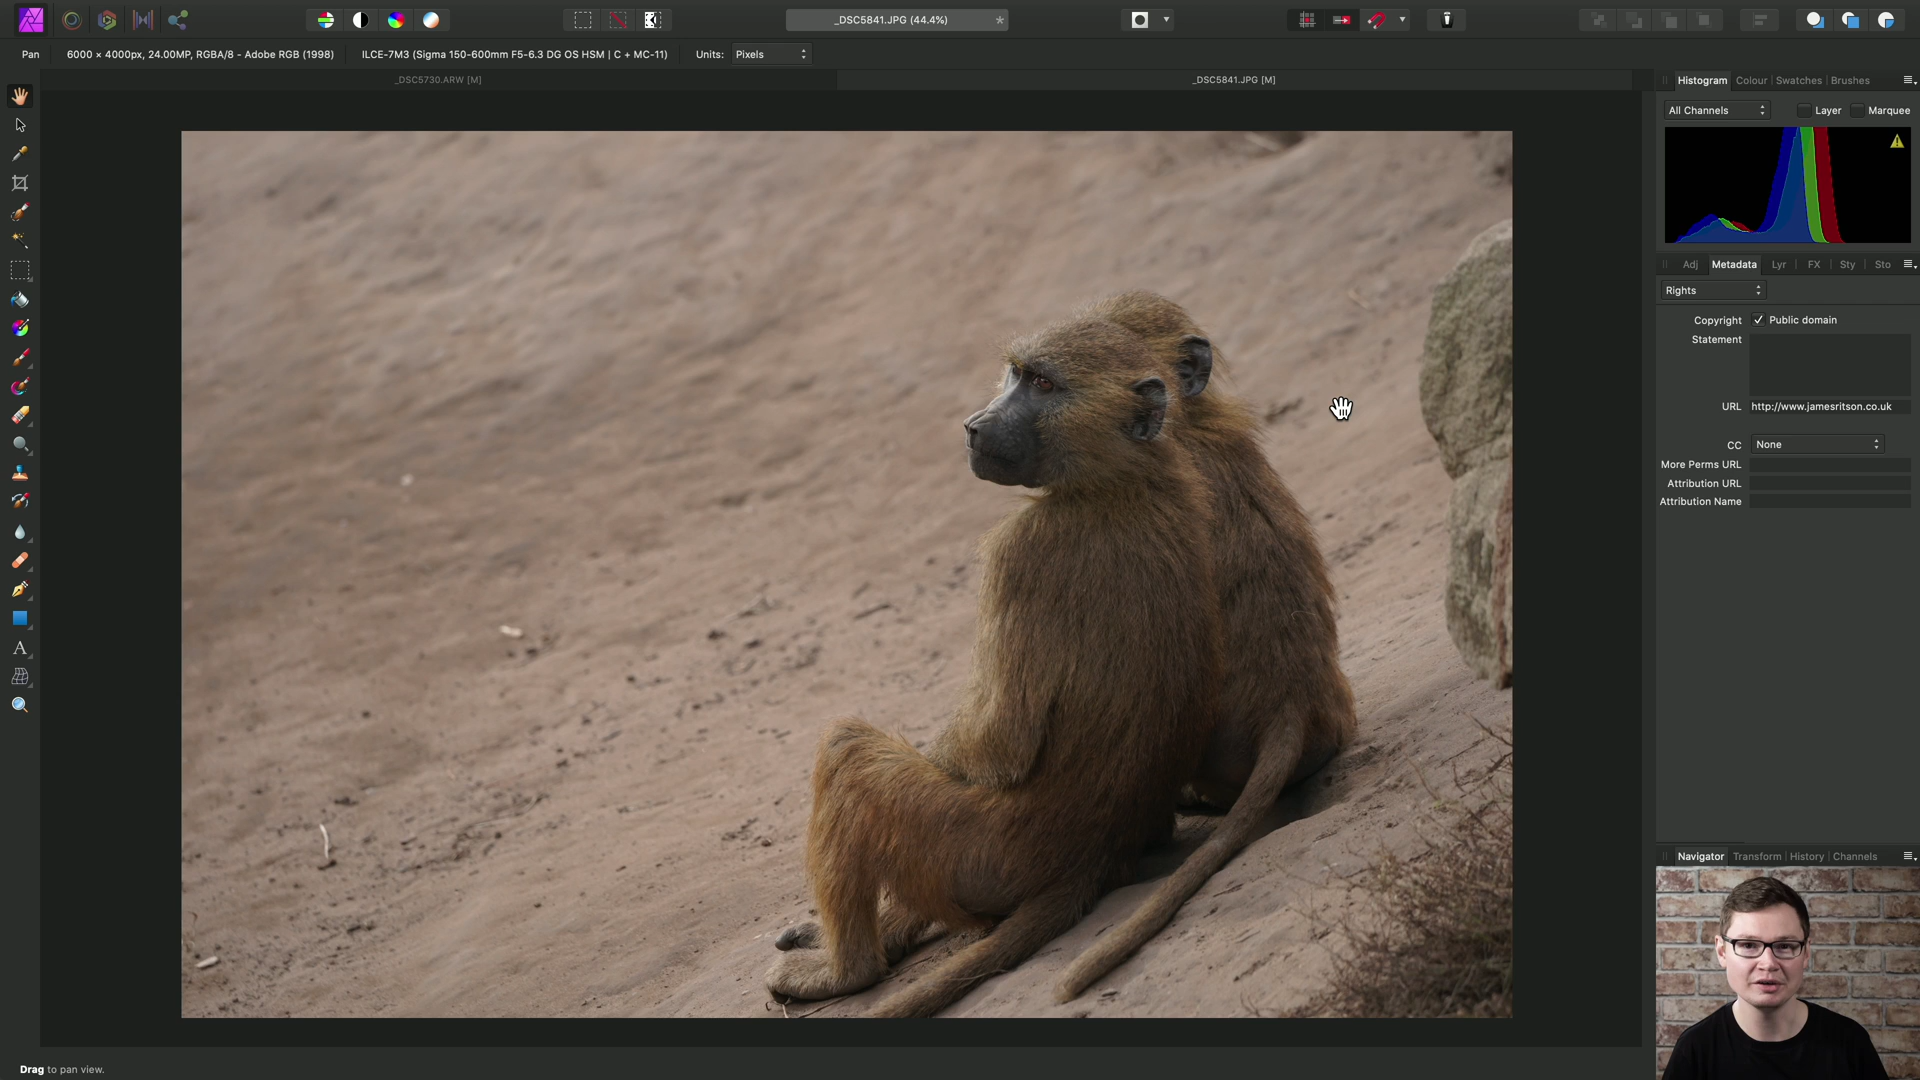 _DSC5841.JPG (44.4%)
*
Pan
6000 × 4000px, 24.00MP, RGBA/8 - Adobe RGB (1998)
ILCE-7M3 (Sigma 150-600mm F5-6.3 DG OS HSM | C + MC-11)
Units:
Pixels
_DSC5730.ARW [M]
_DSC5841.JPG [M]
Histogram
Colour
Swatches
Brushes
All Channels
Layer
Marquee
Adj
Metadata
Lyr
FX
Sty
Sto
Rights
Copyright
Public domain
Statement
URL
http://www.jamesritson.co.uk
CC
None
More Perms URL
Attribution URL
Attribution Name
A
Navigator
Transform
History
Channels
Drag to pan view.